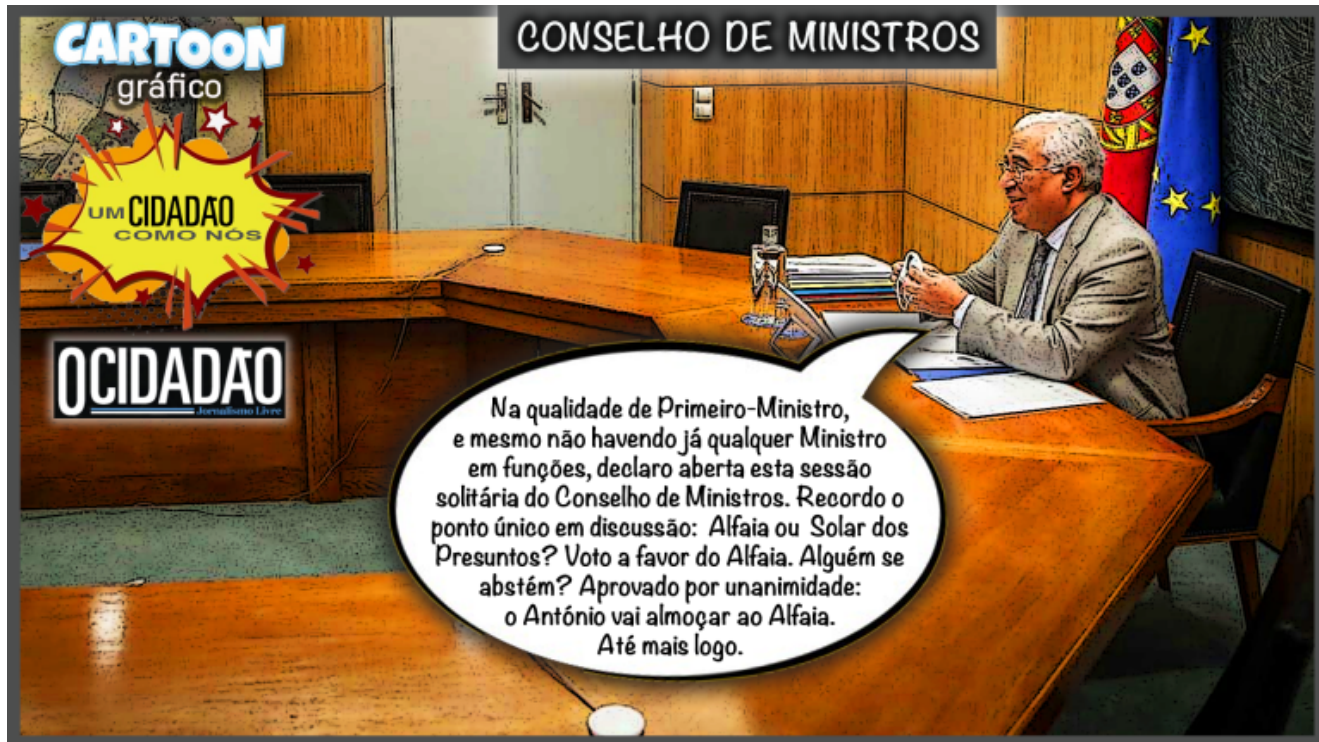 CARTOON
gráfico
UM CIDADÃO
COMO NÓS
OCIDADÃO
Jornalismo Livre
CONSELHO DE MINISTROS
Na qualidade de Primeiro-Ministro,
e mesmo não havendo já qualquer Ministro
em funções, declaro aberta esta sessão
solitária do Conselho de Ministros. Recordo o
ponto único em discussão: Alfaia ou Solar dos
Presuntos? Voto a favor do Alfaia. Alguém se
abstém? Aprovado por unanimidade:
o António vai almoçar ao Alfaia.
Até mais logo.